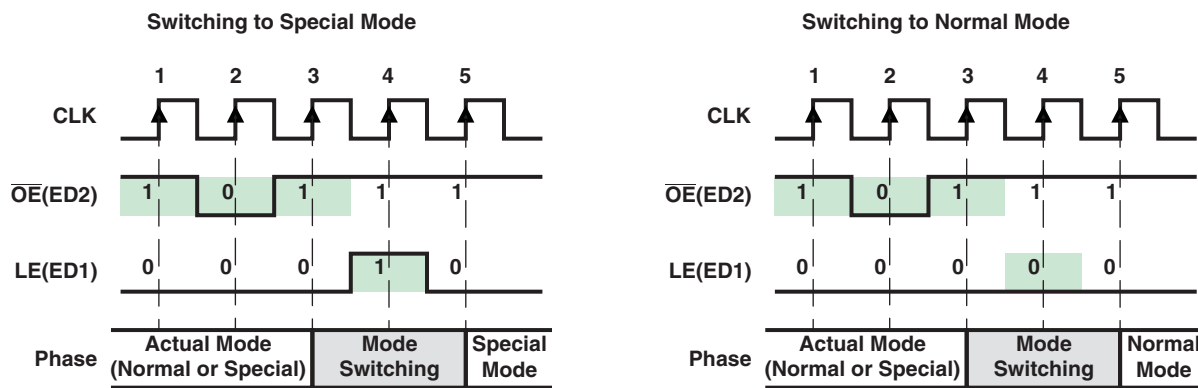 Switching to Special Mode
1 2 3 4 5
CLK
OE(ED2) 1 0 1 1 1
LE(ED1) 0 0 0 1 0
Phase
Actual Mode
(Normal or Special)
Mode
Switching
Special
Mode
Switching to Normal Mode
1 2 3 4 5
CLK
OE(ED2) 1 0 1 1 1
LE(ED1) 0 0 0 0 0
Phase
Actual Mode
(Normal or Special)
Mode
Switching
Normal
Mode